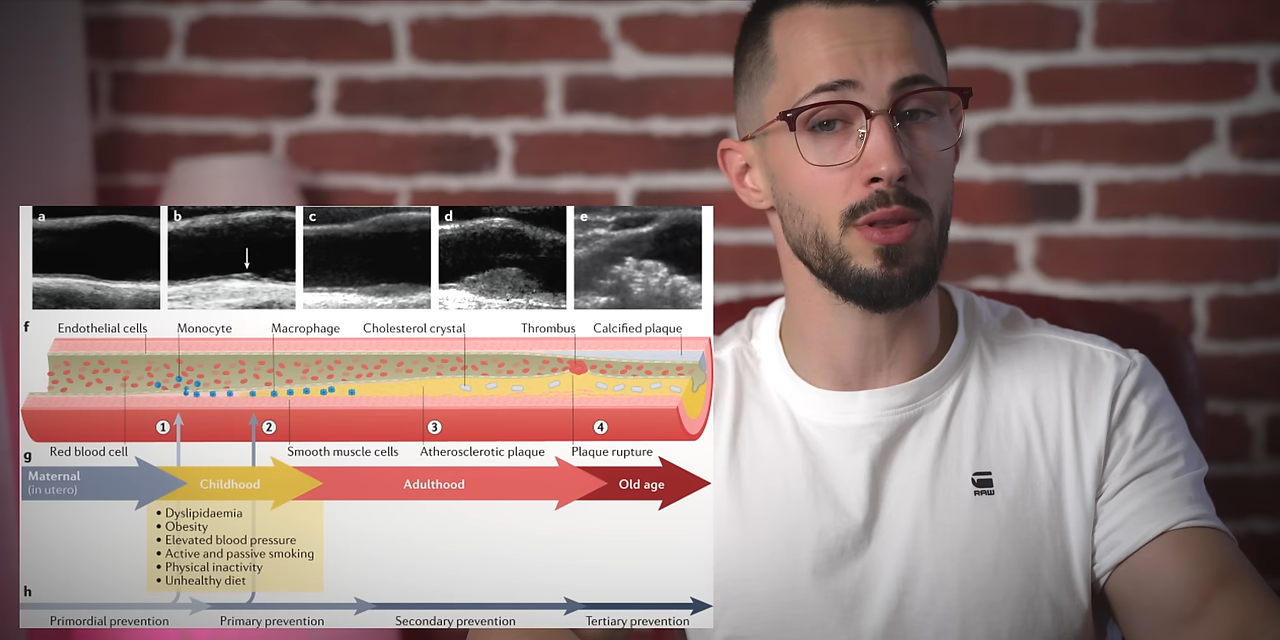 a b c d e
f Endothelial cells Monocyte Macrophage Cholesterol crystal Thrombus Calcified plaque
1 2 3 4
Red blood cell Smooth muscle cells Atherosclerotic plaque Plaque rupture
g
Maternal
(in utero)
Childhood Adulthood Old age
• Dyslipidaemia
• Obesity
• Elevated blood pressure
• Active and passive smoking
• Physical inactivity
• Unhealthy diet
h
Primordial prevention Primary prevention Secondary prevention Tertiary prevention
RAW